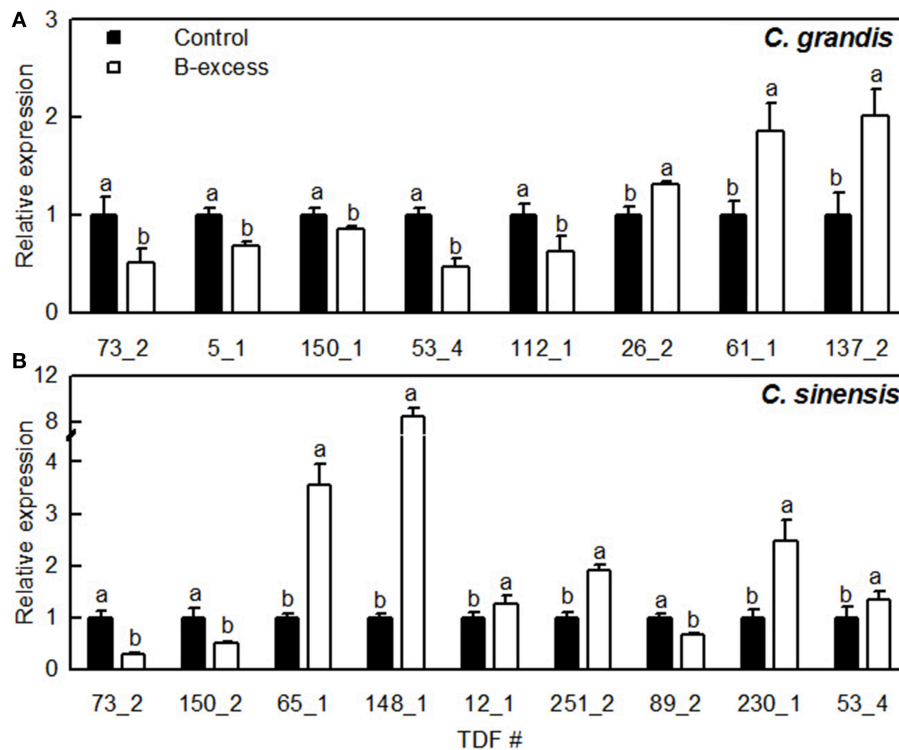 A
3
C. grandis
Control
B-excess
2
1
0
Relative expression
a b a b a b a b a b b a b a b a
73_2 5_1 150_1 53_4 112_1 26_2 61_1 137_2
B
12
C. sinensis
8
4
3
2
1
0
Relative expression
a b a b b a b a b a b a a b b a b a
73_2 150_2 65_1 148_1 12_1 251_2 89_2 230_1 53_4
TDF #